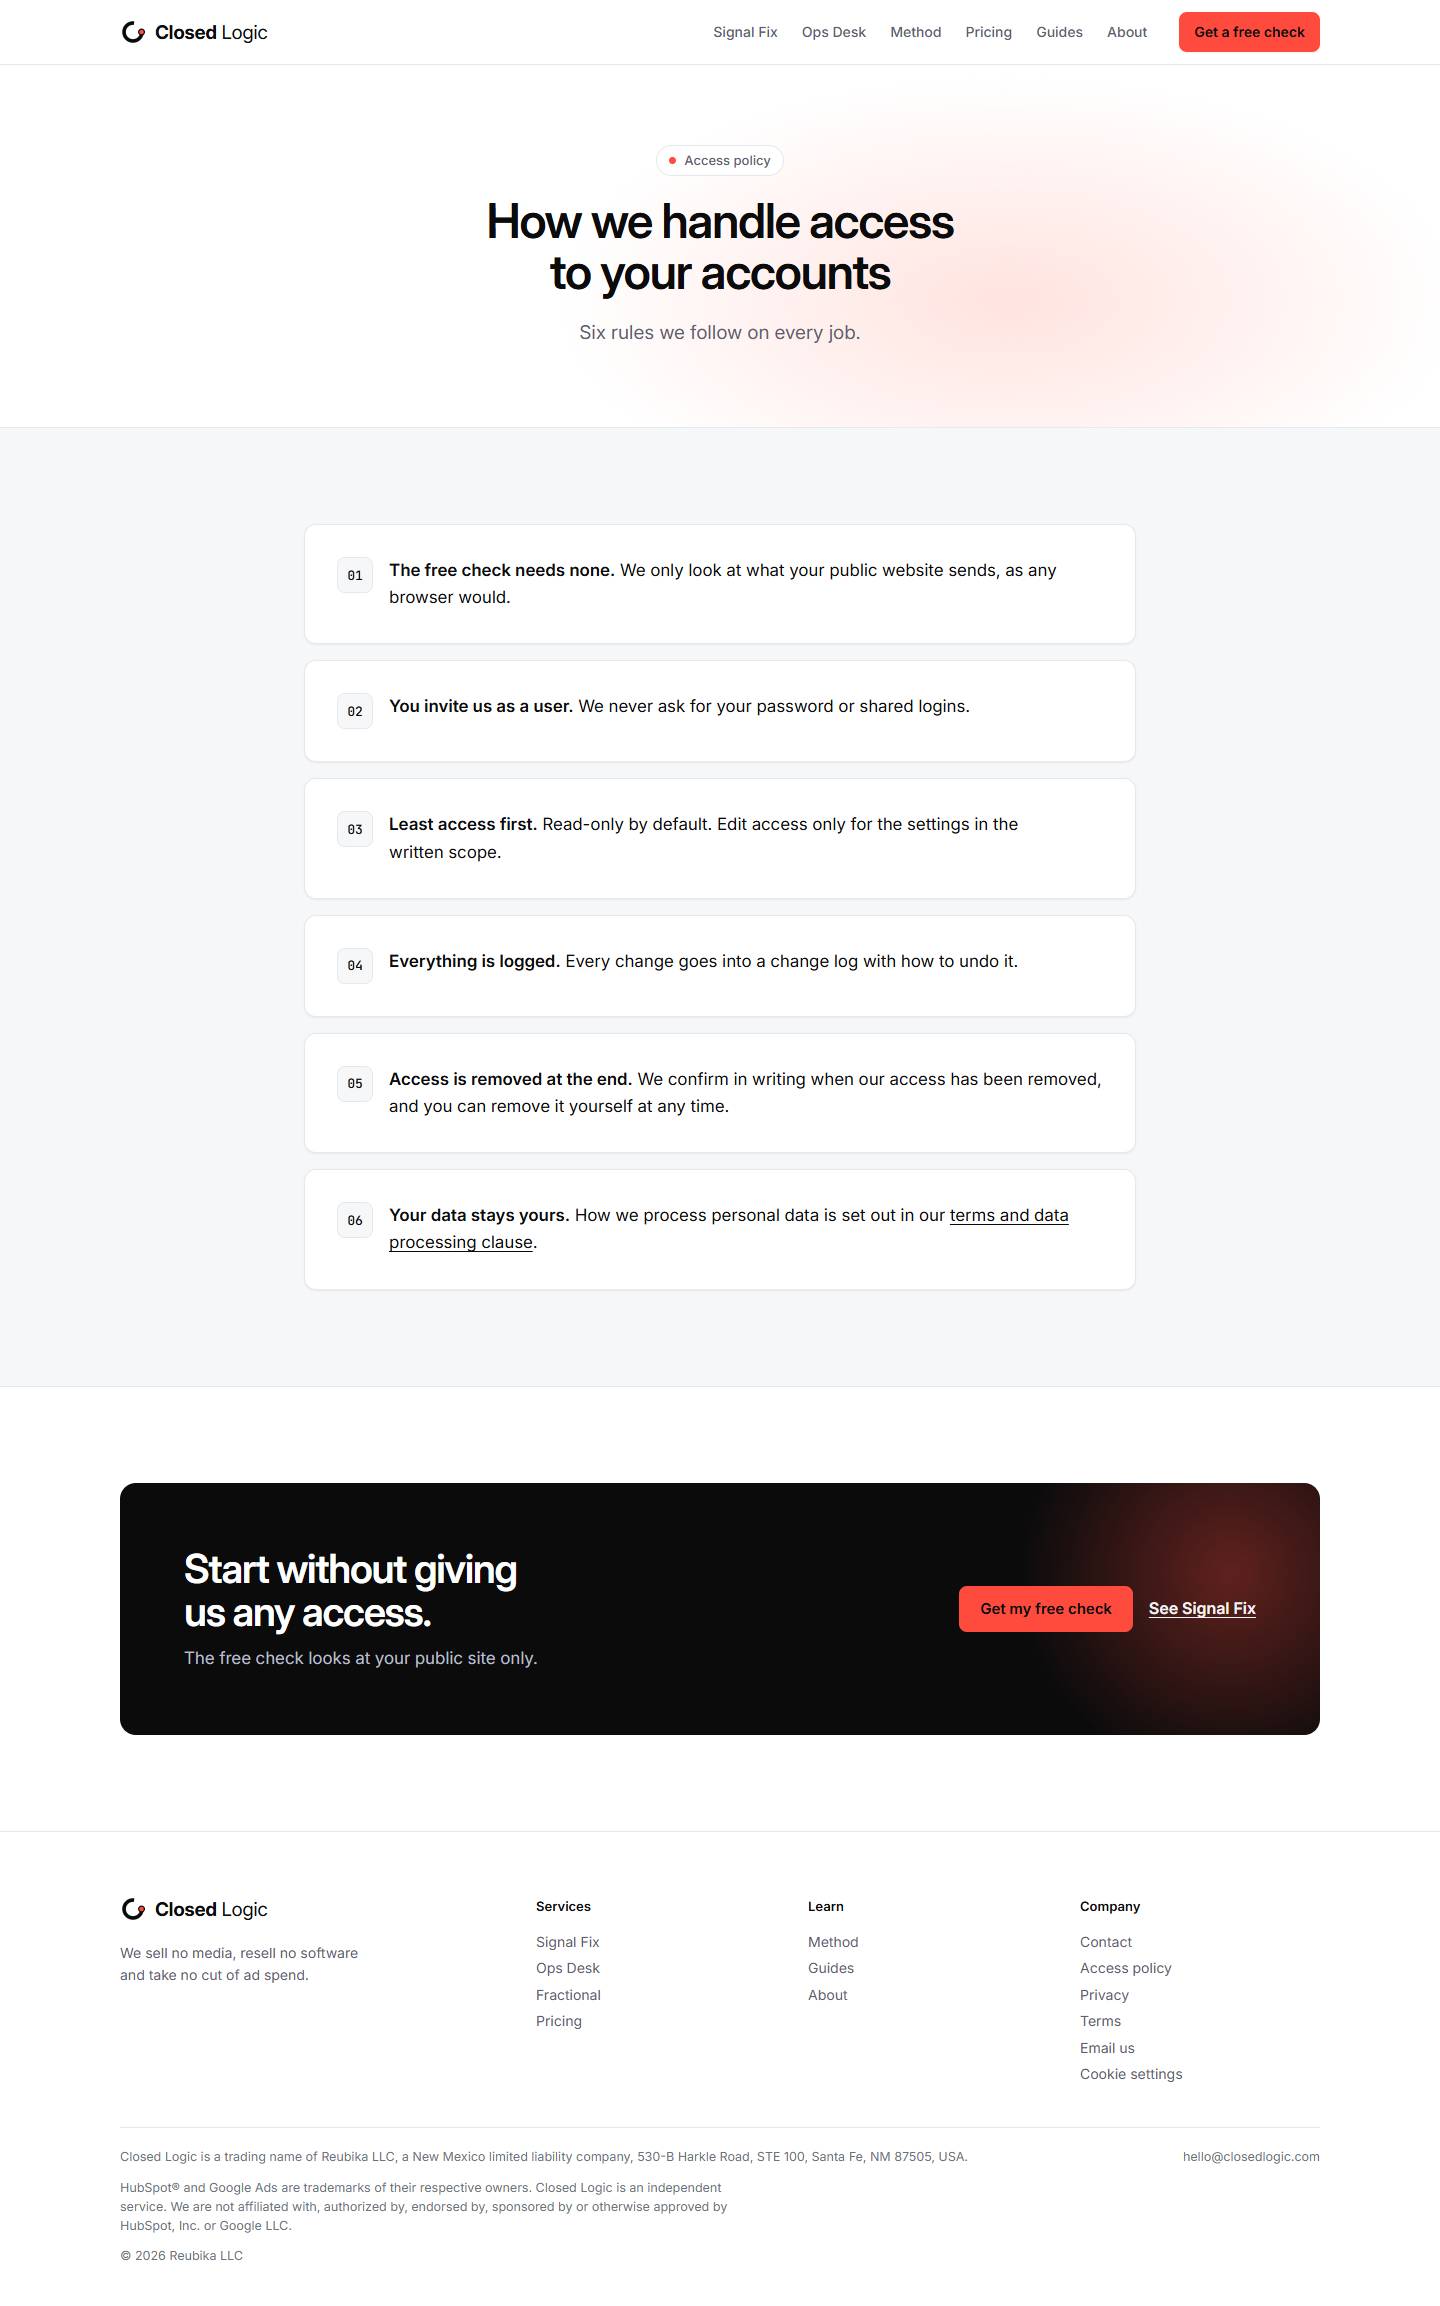 Closed Logic
Signal Fix
Ops Desk
Method
Pricing
Guides
About
Get a free check
Access policy
How we handle access
to your accounts
Six rules we follow on every job.
01
The free check needs none. We only look at what your public website sends, as any
browser would.
02
You invite us as a user. We never ask for your password or shared logins.
03
Least access first. Read-only by default. Edit access only for the settings in the
written scope.
04
Everything is logged. Every change goes into a change log with how to undo it.
05
Access is removed at the end. We confirm in writing when our access has been removed,
and you can remove it yourself at any time.
06
Your data stays yours. How we process personal data is set out in our terms and data
processing clause.
Start without giving
us any access.
The free check looks at your public site only.
Get my free check
See Signal Fix
Closed Logic
We sell no media, resell no software
and take no cut of ad spend.
Services
Signal Fix
Ops Desk
Fractional
Pricing
Learn
Method
Guides
About
Company
Contact
Access policy
Privacy
Terms
Email us
Cookie settings
Closed Logic is a trading name of Reubika LLC, a New Mexico limited liability company, 530-B Harkle Road, STE 100, Santa Fe, NM 87505, USA.
hello@closedlogic.com
HubSpot® and Google Ads are trademarks of their respective owners. Closed Logic is an independent
service. We are not affiliated with, authorized by, endorsed by, sponsored by or otherwise approved by
HubSpot, Inc. or Google LLC.
© 2026 Reubika LLC